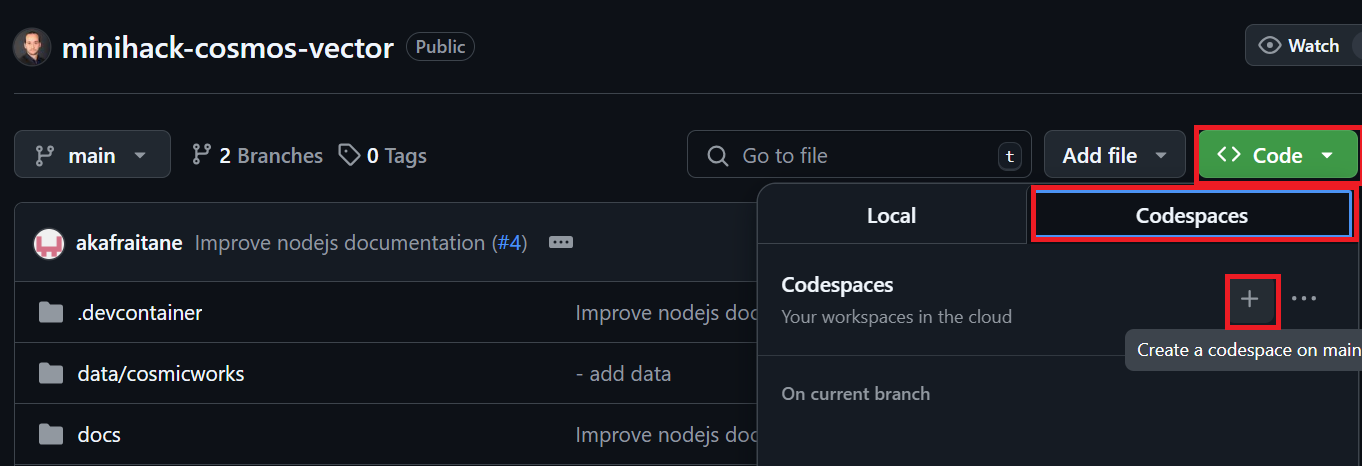 minihack-cosmos-vector Public Watch
main 2 Branches 0 Tags Go to file t Add file <> Code
Local Codespaces
akafraitane Improve nodejs documentation (#4) ...
Codespaces
Your workspaces in the cloud
.devcontainer Improve nodejs doc
Create a codespace on main
data/cosmicworks - add data
On current branch
docs Improve nodejs doc